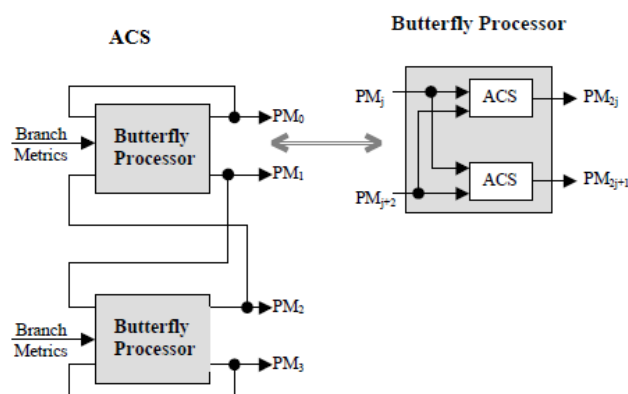 ACS
Butterfly Processor
Branch
Metrics
Butterfly
Processor
PM0
PM1
Branch
Metrics
Butterfly
Processor
PM2
PM3
PMj
PMj+2
ACS
ACS
PM2j
PM2j+1